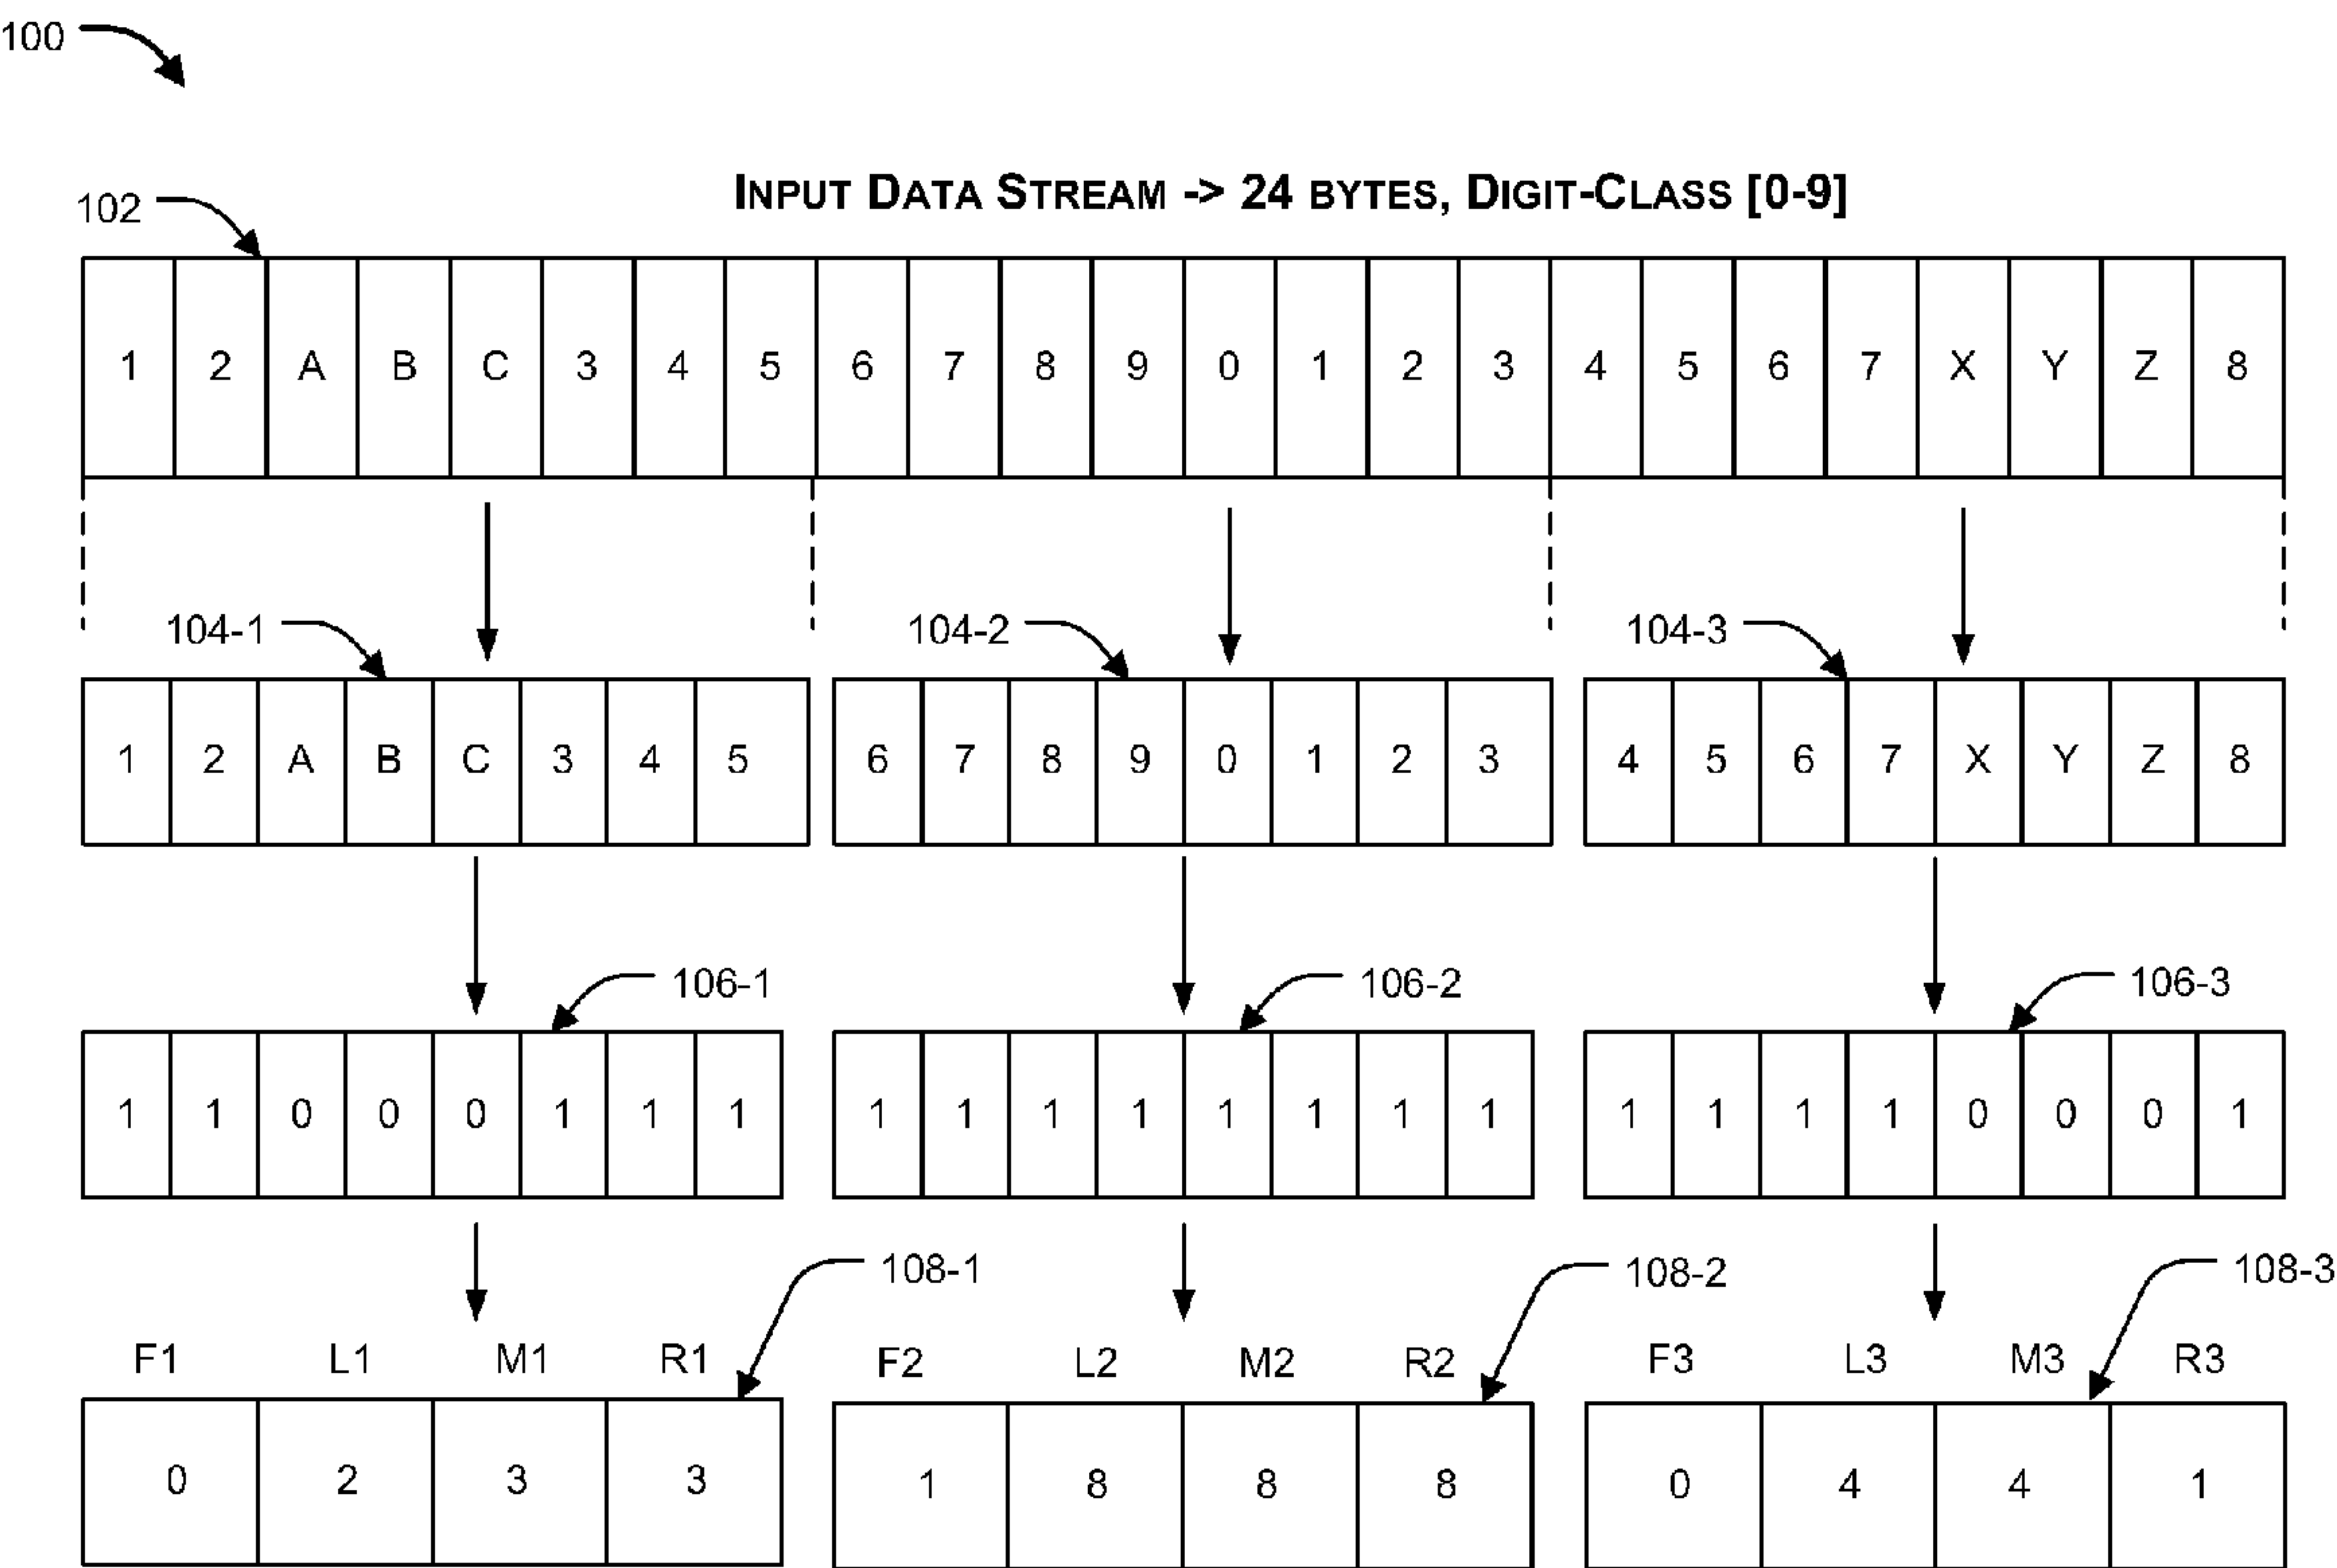 100
102
INPUT DATA STREAM -> 24 BYTES, DIGIT-CLASS [0-9]
1 2 A B C 3 4 5 6 7 8 9 0 1 2 3 4 5 6 7 X Y Z 8
104-1 104-2 104-3
1 2 A B C 3 4 5 6 7 8 9 0 1 2 3 4 5 6 7 X Y Z 8
106-1 106-2 106-3
1 1 0 0 0 1 1 1 1 1 1 1 1 1 1 1 1 1 1 1 0 0 0 1
108-1 108-2 108-3
F1 L1 M1 R1 F2 L2 M2 R2 F3 L3 M3 R3
0 2 3 3 1 8 8 8 0 4 4 1